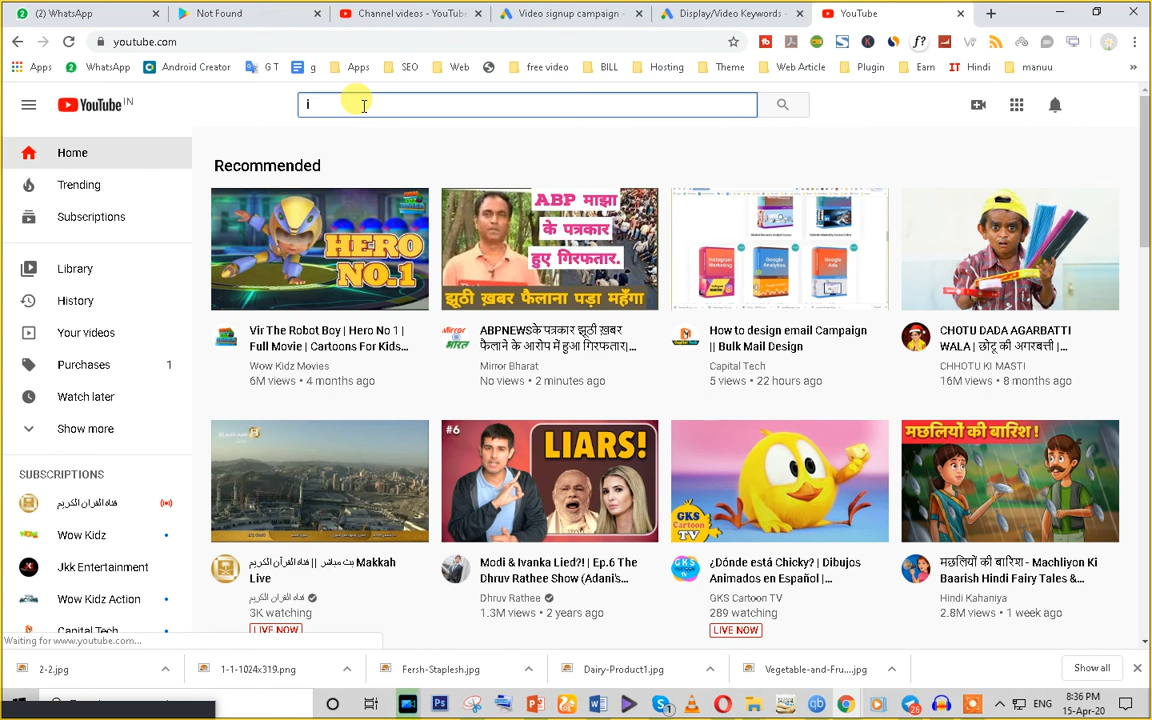 (2) WhatsApp
Not Found
Channel videos - YouTube
Video signup campaign -
Display/Video Keywords -
YouTube
youtube.com
Apps
WhatsApp
Android Creator
G T
g
Apps
SEO
Web
free video
BILL
Hosting
Theme
Web Article
Plugin
Earn
IT Hindi
manuu
YouTube IN
i
Home
Trending
Subscriptions
Library
History
Your videos
Purchases 1
Watch later
Show more
SUBSCRIPTIONS
قناة القرآن الكريم
Wow Kidz
Jkk Entertainment
Wow Kidz Action
Capital Tech
Recommended
HERO
NO.1
Vir The Robot Boy | Hero No 1 |
Full Movie | Cartoons For Kids...
Wow Kidz Movies
6M views • 4 months ago
ABP माझा
के पत्रकार
हुए गिरफतार.
झूठी ख़बर फैलाना पड़ा महँगा
Mirror
भारत
ABPNEWSके पत्रकार झूठी ख़बर
फैलाने के आरोप में हुआ गिरफतार|...
Mirror Bharat
No views • 2 minutes ago
Instagram
Marketing
Google
Analytics
Google
Ads
How to design email Campaign
|| Bulk Mail Design
Capital Tech
5 views • 22 hours ago
CHOTU DADA AGARBATTI
WALA | छोटू की अगरबत्ती |...
CHHOTU KI MASTI
16M views • 8 months ago
بث مباشر || قناة القرآن الكريم Makkah
Live
قناة القرآن الكريم
3K watching
LIVE NOW
#6
LIARS!
Modi & Ivanka Lied?! | Ep.6 The
Dhruv Rathee Show (Adani's...
Dhruv Rathee
1.3M views • 2 years ago
GKS
Cartoon
TV
¿Dónde está Chicky? | Dibujos
Animados en Español |...
GKS Cartoon TV
289 watching
LIVE NOW
मछलियों की बारिश !
मछलियों की बारिश - Machliyon Ki
Baarish Hindi Fairy Tales &...
Hindi Kahaniya
2.8M views • 1 week ago
Waiting for www.youtube.com...
2-2.jpg
1-1-1024x319.png
Fersh-Staplesh.jpg
Dairy-Product1.jpg
Vegetable-and-Fru....jpg
Show all
ENG
8:36 PM
15-Apr-20